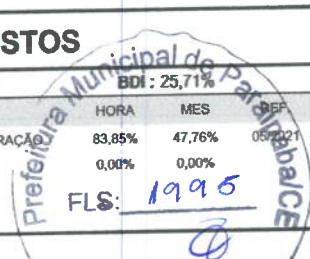 STOS
Prefeitura Municipal de Paraipaba/CE
BDI : 25,71%
HORA MES REF.
RAÇÃO 83,85% 47,76% 05/2021
0,00% 0,00%
FLS: 1995